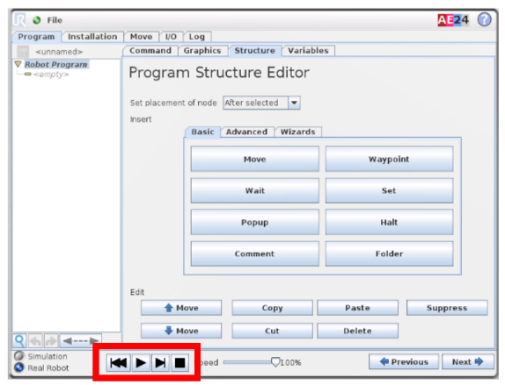 File
AE24
Program Installation Move I/O Log
<unnamed> Command Graphics Structure Variables
Robot Program
<empty>
Program Structure Editor
Set placement of node After selected
Insert
Basic Advanced Wizards
Move Waypoint
Wait Set
Popup Halt
Comment Folder
Edit
Move Copy Paste Suppress
Move Cut Delete
Simulation
Real Robot
peed 100%
Previous Next